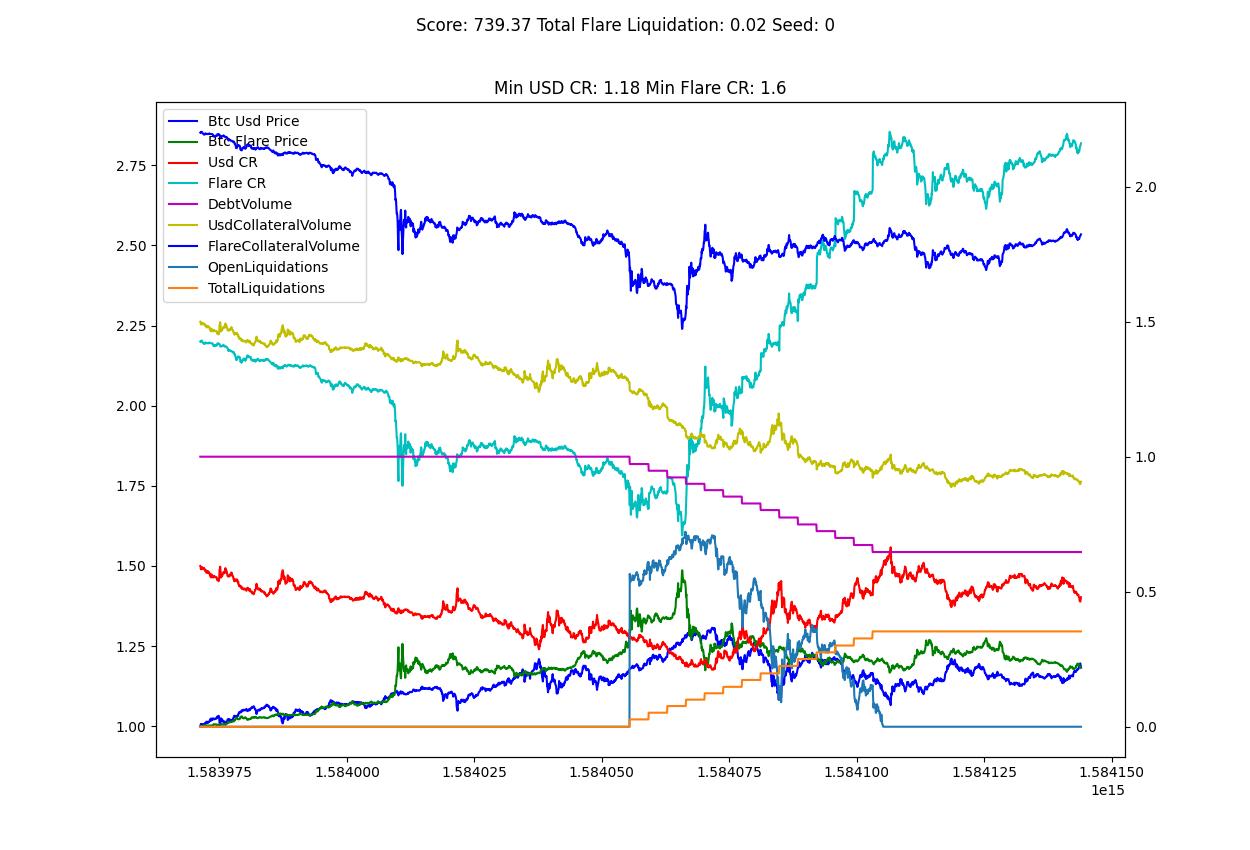 Score: 739.37 Total Flare Liquidation: 0.02 Seed: 0
Min USD CR: 1.18 Min Flare CR: 1.6
Btc Usd Price
Btc Flare Price
Usd CR
Flare CR
DebtVolume
UsdCollateralVolume
FlareCollateralVolume
OpenLiquidations
TotalLiquidations
2.75
2.50
2.25
2.00
1.75
1.50
1.25
1.00
2.0
1.5
1.0
0.5
0.0
1.583975 1.584000 1.584025 1.584050 1.584075 1.584100 1.584125 1.584150
1e15